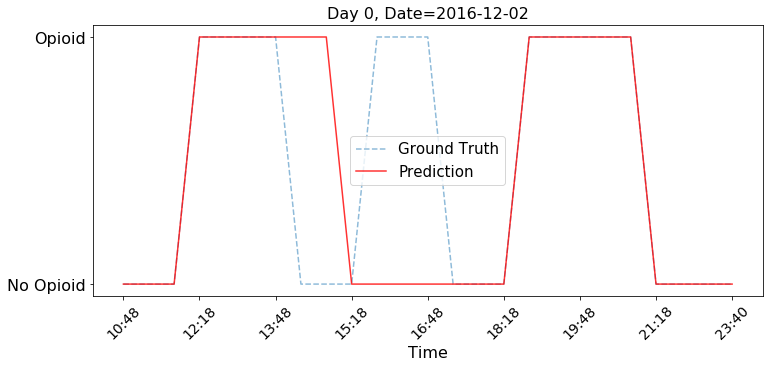 Day 0, Date=2016-12-02
Opioid
Ground Truth
Prediction
No Opioid
10:48 12:18 13:48 15:18 16:48 18:18 19:48 21:18 23:40
Time